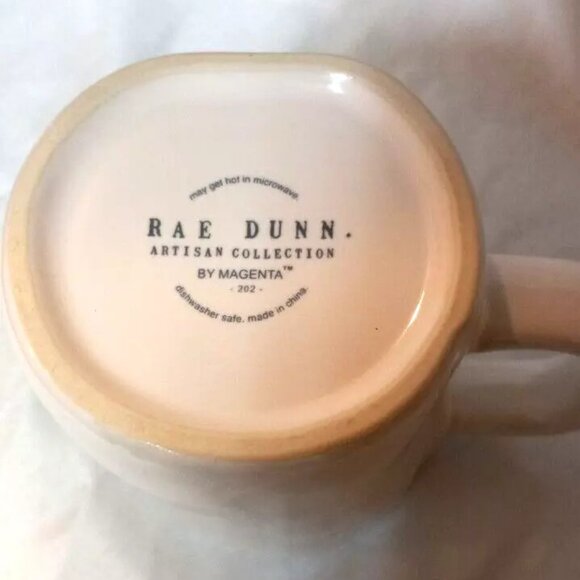 may get hot in microwave.
RAE DUNN.
ARTISAN COLLECTION
BY MAGENTA™
- 202 -
dishwasher safe. made in china.